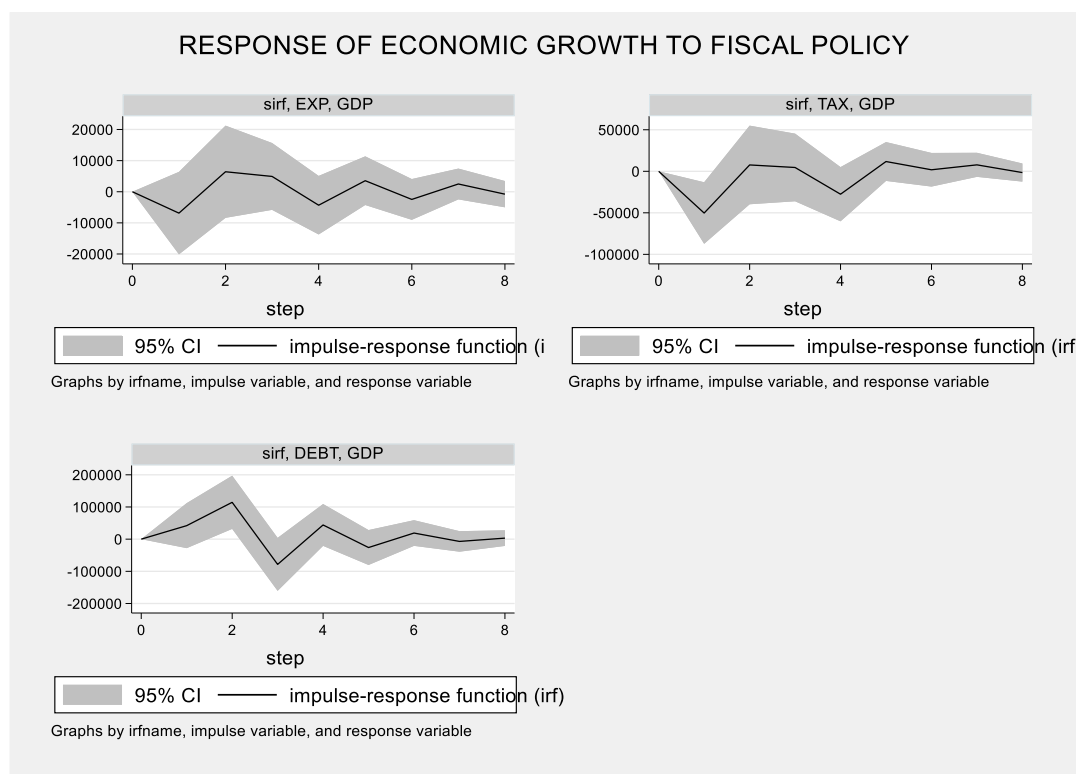 RESPONSE OF ECONOMIC GROWTH TO FISCAL POLICY
sirf, EXP, GDP
20000
10000
0
-10000
-20000
0 2 4 6 8
step
95% CI impulse-response function (i
Graphs by irfname, impulse variable, and response variable
sirf, TAX, GDP
50000
0
-50000
-100000
0 2 4 6 8
step
95% CI impulse-response function (irf
Graphs by irfname, impulse variable, and response variable
sirf, DEBT, GDP
200000
100000
0
-100000
-200000
0 2 4 6 8
step
95% CI impulse-response function (irf)
Graphs by irfname, impulse variable, and response variable